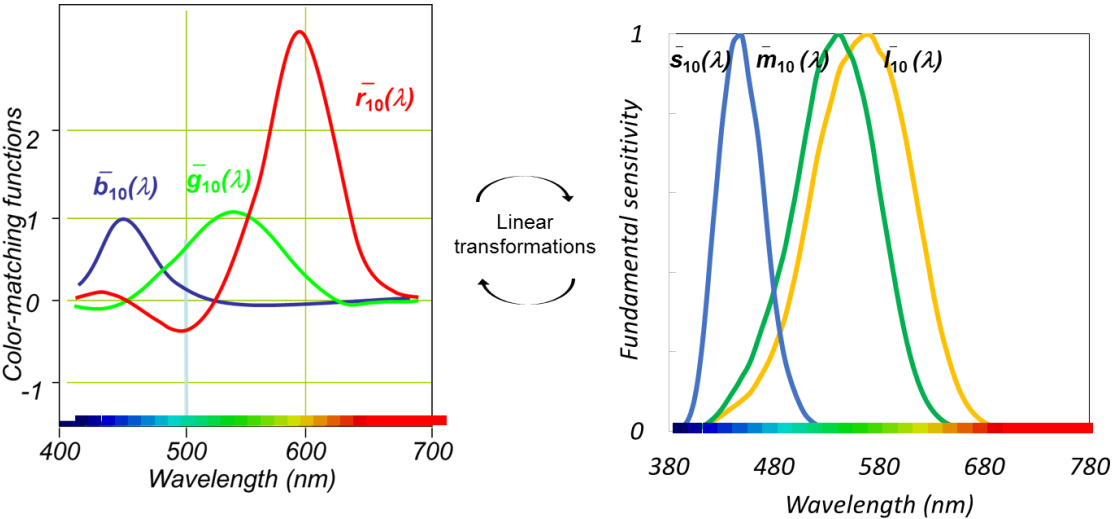 Color-matching functions
2
1
0
-1
b̄₁₀(λ)
ḡ₁₀(λ)
r̄₁₀(λ)
400 500 600 700
Wavelength (nm)
Linear
transformations
Fundamental sensitivity
1
0
s̄₁₀(λ) m̄₁₀(λ) l̄₁₀(λ)
380 480 580 680 780
Wavelength (nm)